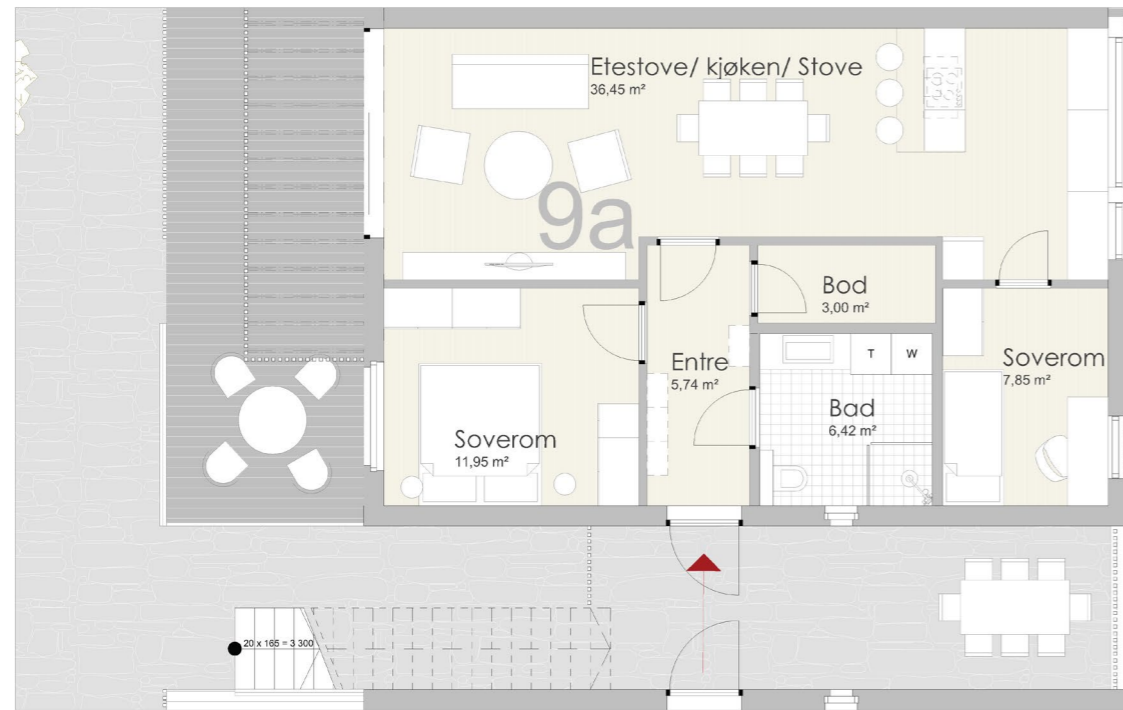 Etestove/ kjøken/ Stove
36,45 m²
9a
Bod
3,00 m²
Entre
5,74 m²
T
W
Soverom
7,85 m²
Bad
6,42 m²
Soverom
11,95 m²
20 x 165 = 3 300